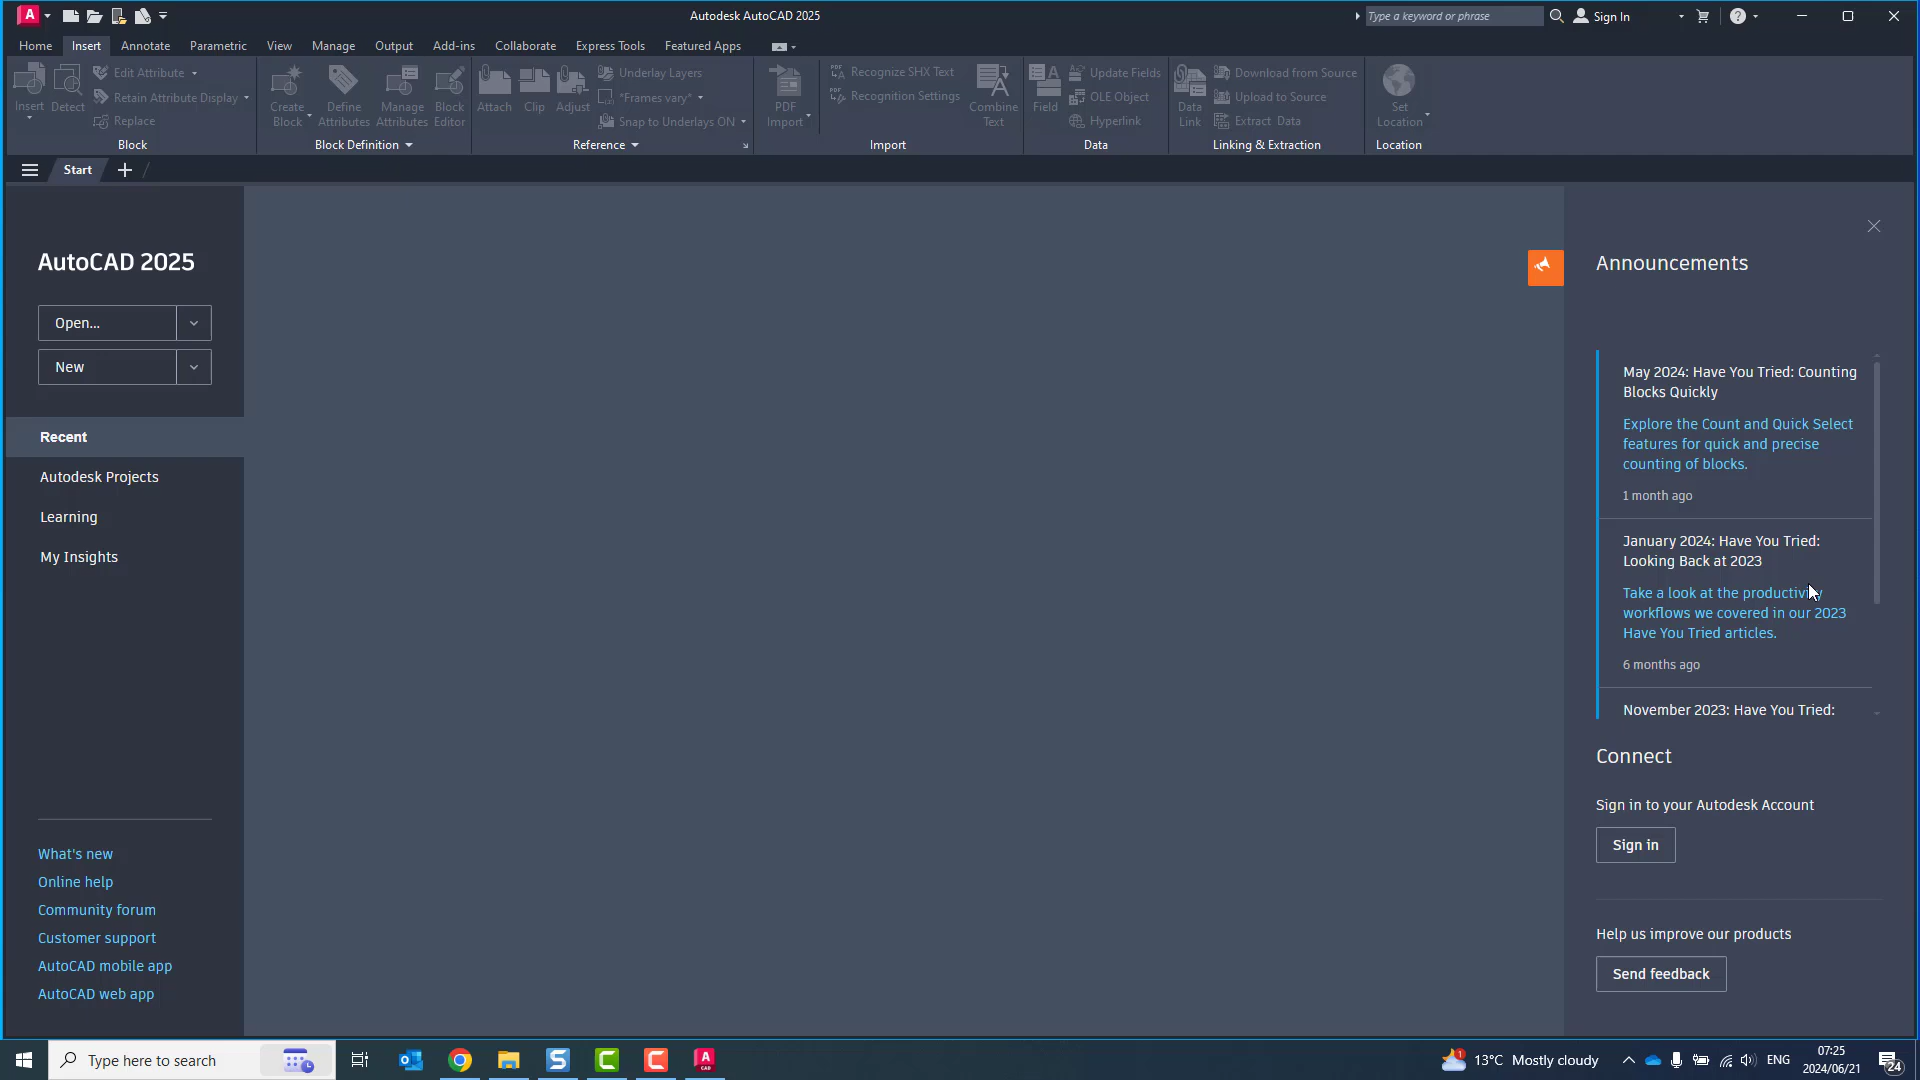 A
CAD
Autodesk AutoCAD 2025
Type a keyword or phrase
Sign In
Home
Insert
Annotate
Parametric
View
Manage
Output
Add-ins
Collaborate
Express Tools
Featured Apps
Insert
Detect
Edit Attribute
Retain Attribute Display
Replace
Block
Create
Block
Define
Attributes
Manage
Attributes
Block
Editor
Block Definition
Attach
Clip
Adjust
Underlay Layers
*Frames vary*
Snap to Underlays ON
Reference
PDF
Import
Recognize SHX Text
Recognition Settings
Combine
Text
Import
Field
Update Fields
OLE Object
Hyperlink
Data
Data
Link
Download from Source
Upload to Source
Extract Data
Linking & Extraction
Set
Location
Location
Start
AutoCAD 2025
Open...
New
Recent
Autodesk Projects
Learning
My Insights
What's new
Online help
Community forum
Customer support
AutoCAD mobile app
AutoCAD web app
Announcements
May 2024: Have You Tried: Counting
Blocks Quickly
Explore the Count and Quick Select
features for quick and precise
counting of blocks.
1 month ago
January 2024: Have You Tried:
Looking Back at 2023
Take a look at the productivity
workflows we covered in our 2023
Have You Tried articles.
6 months ago
November 2023: Have You Tried:
Connect
Sign in to your Autodesk Account
Sign in
Help us improve our products
Send feedback
Type here to search
S
C
C
A
CAD
1
13°C Mostly cloudy
ENG
07:25
2024/06/21
24